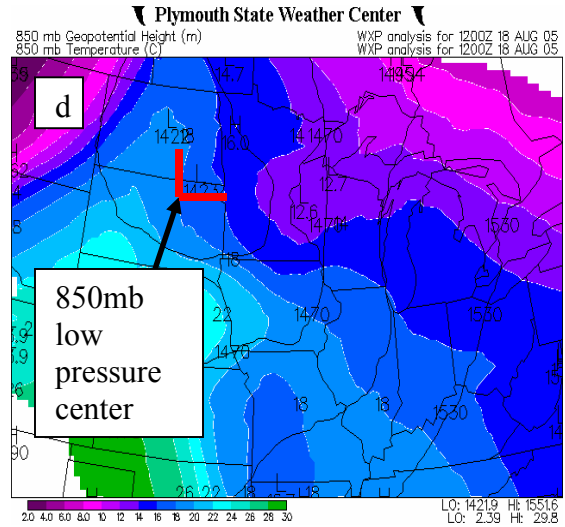 Plymouth State Weather Center
850 mb Geopotential Height (m)
850 mb Temperature (C)
WXP analysis for 1200Z 18 AUG 05
WXP analysis for 1200Z 18 AUG 05
d
14.7
L
H
16.0
14
1470
L
12.7
12.6
1470
1530
18
850mb
low
pressure
center
22
1470
18
18
1530
90
26
22
18
2.0 4.0 6.0 8.0 10 12 14 16 18 20 22 24 26 28 30
LO: 1421.9 HI: 1551.6
LO: 2.39 HI: 29.8